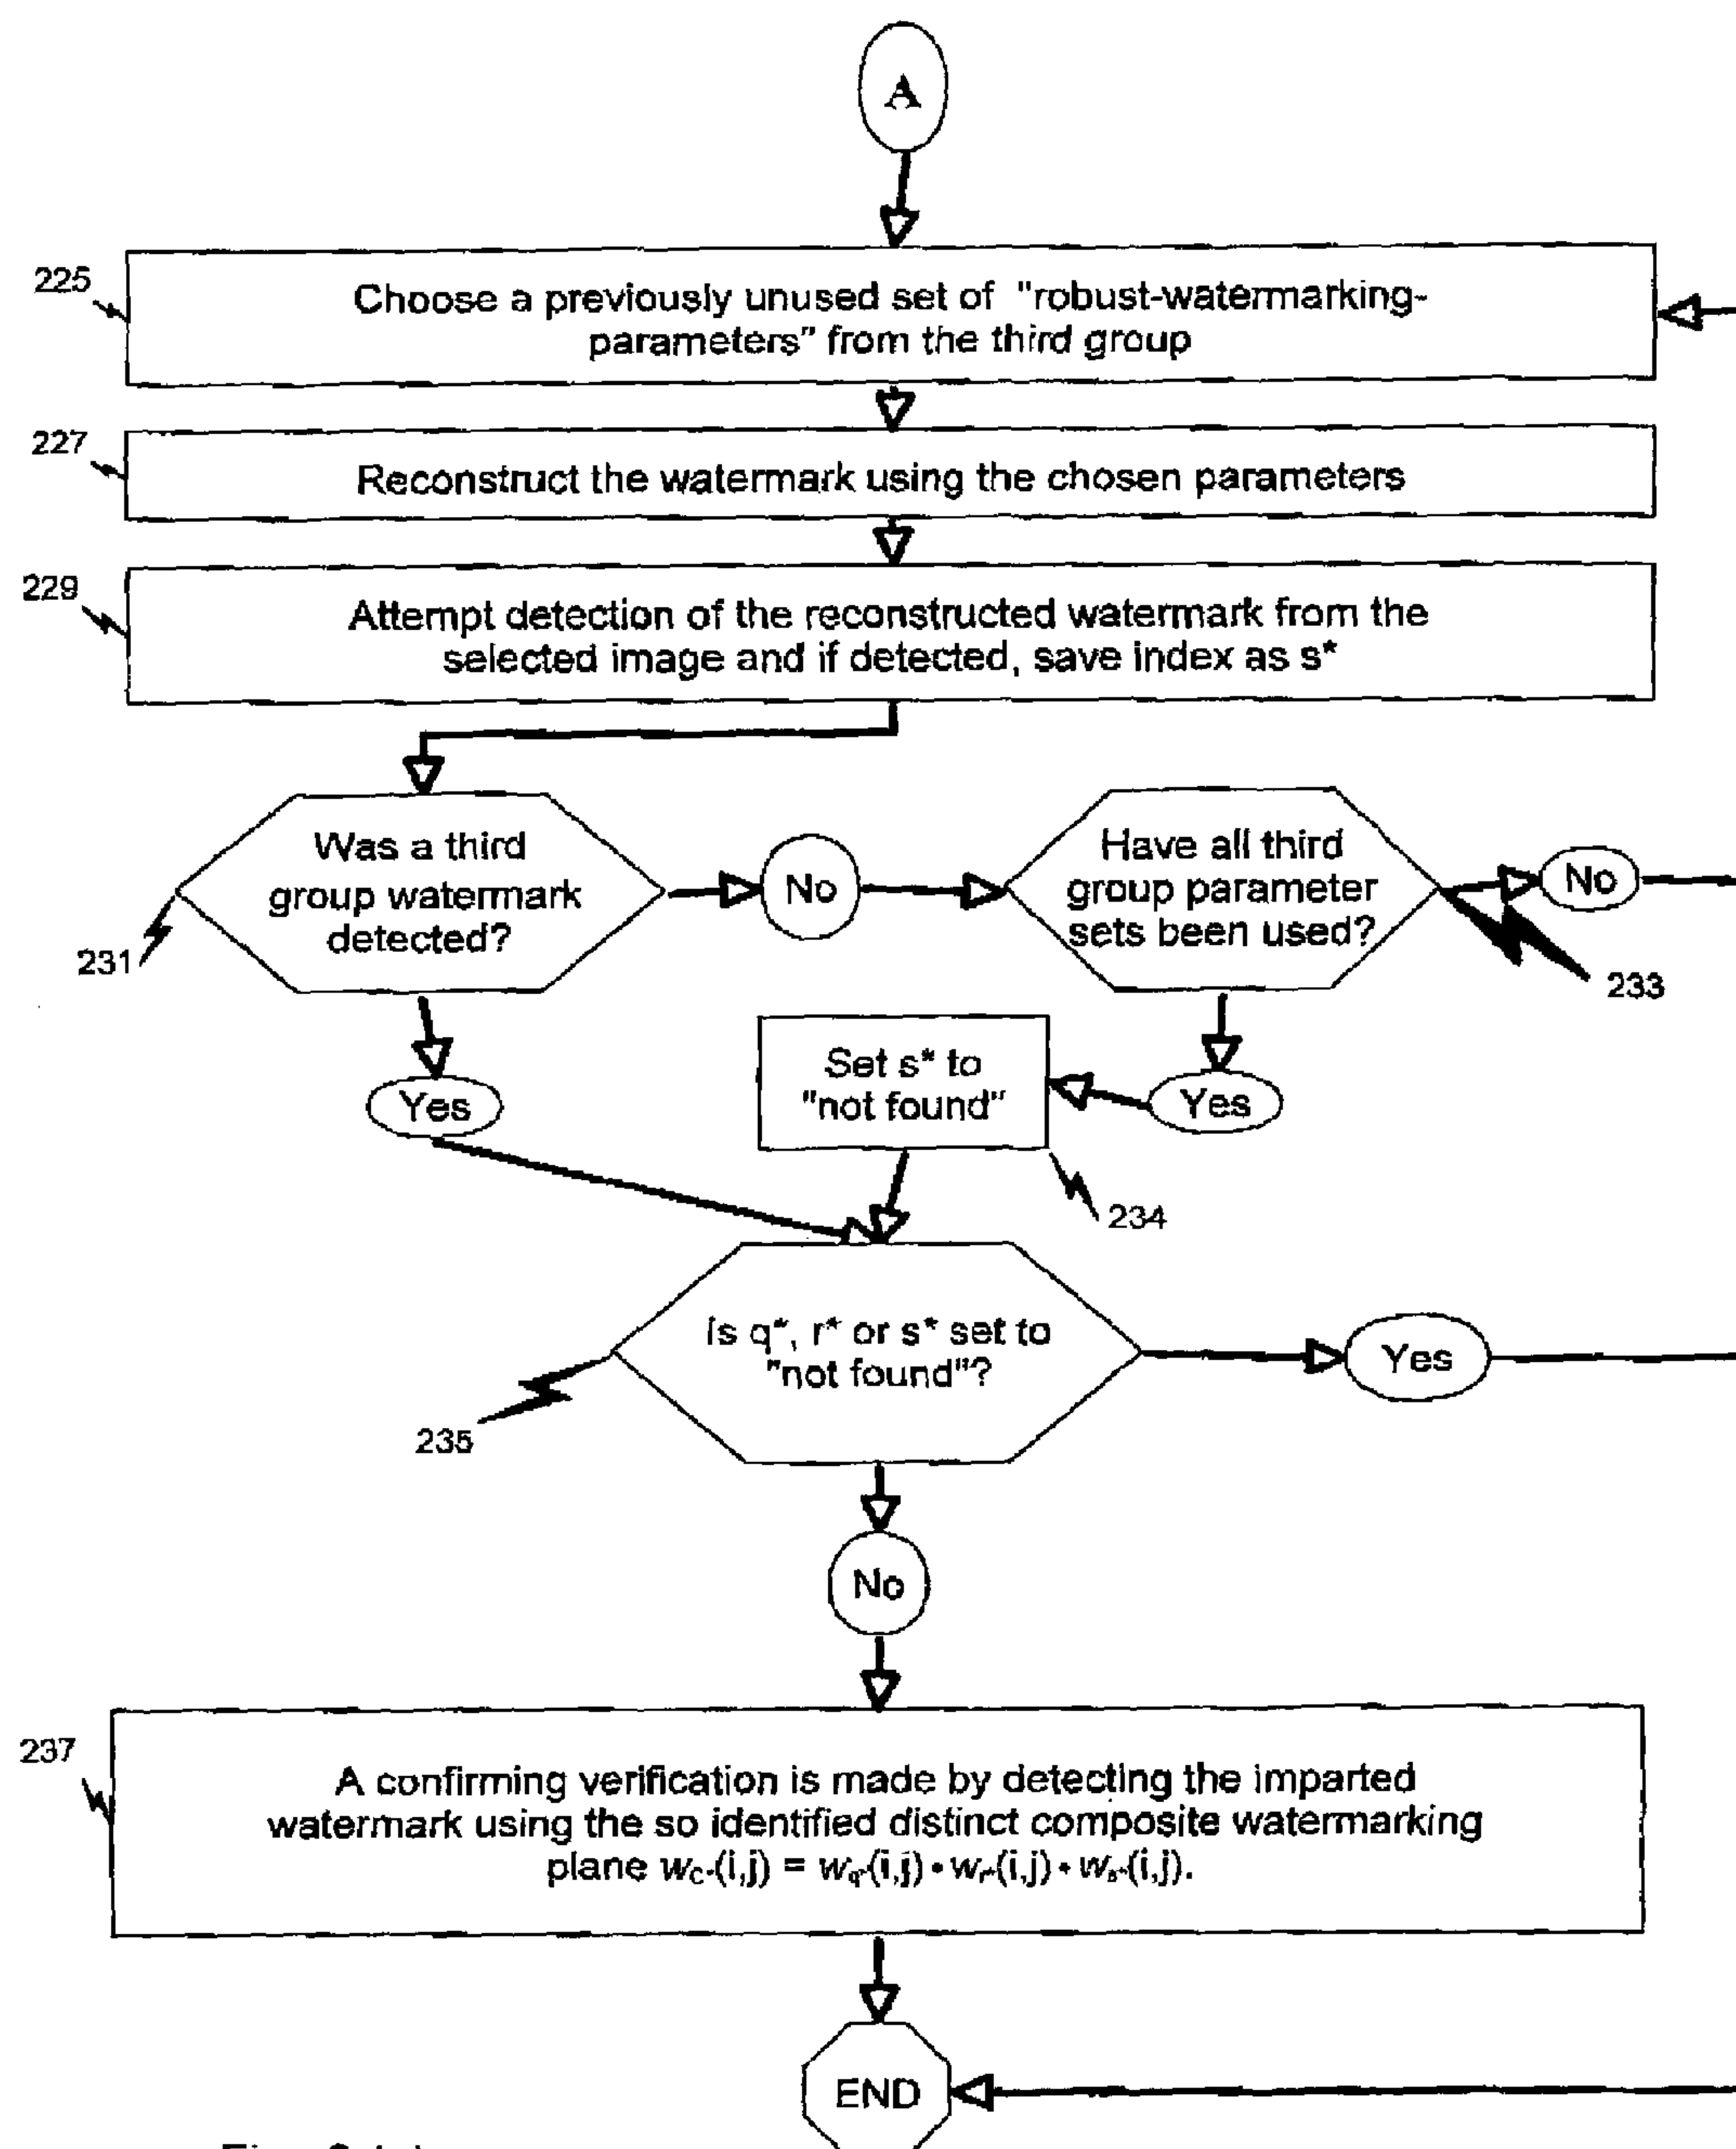 A
225
Choose a previously unused set of "robust-watermarking-
parameters" from the third group
227
Reconstruct the watermark using the chosen parameters
229
Attempt detection of the reconstructed watermark from the
selected image and if detected, save index as s*
Was a third
group watermark
detected?
231
No
Have all third
group parameter
sets been used?
No
233
Yes
Set s* to
"not found"
Yes
234
Is q*, r* or s* set to
"not found"?
Yes
235
No
237
A confirming verification is made by detecting the imparted
watermark using the so identified distinct composite watermarking
plane w_C*(i,j) = w_q*(i,j) • w_r*(i,j) • w_s*(i,j).
END